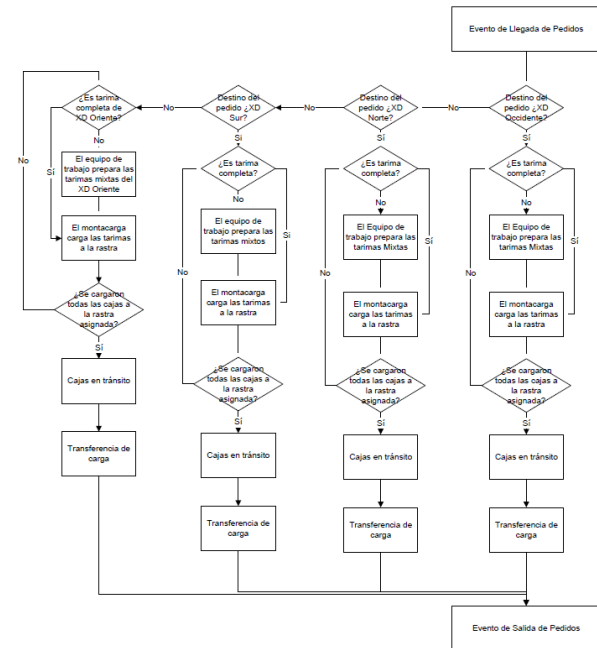 Evento de Llegada de Pedidos
¿Es tarima
completa de
XD Oriente?
No
Destino del
pedido ¿XD
Sur?
No
Destino del
pedido ¿XD
Norte?
No
Destino del
pedido ¿XD
Occidente?
No
Sí
No
El equipo de
trabajo prepara las
tarimas mixtas del
XD Oriente
El montacarga
carga las tarimas
a la rastra
¿Se cargaron
todas las cajas a
la rastra
asignada?
Sí
Cajas en tránsito
Transferencia de
carga
Si
¿Es tarima
completa?
No
Si
No
El equipo de
trabajo prepara las
tarimas mixtos
El montacarga
carga las tarimas
a la rastra
¿Se cargaron
todas las cajas a
la rastra
asignada?
Sí
Cajas en tránsito
Transferencia de
carga
Sí
¿Es tarima
completa?
No
Sí
No
El Equipo de
trabajo prepara las
tarimas Mixtas
El montacarga
carga las tarimas
a la rastra
¿Se cargaron
todas las cajas a
la rastra
asignada?
Sí
Cajas en tránsito
Transferencia de
carga
Sí
¿Es tarima
completa?
No
Sí
No
El Equipo de
trabajo prepara las
tarimas Mixtas
El montacarga
carga las tarimas
a la rastra
¿Se cargaron
todas las cajas a
la rastra
asignada?
Sí
Cajas en tránsito
Transferencia de
carga
Evento de Salida de Pedidos